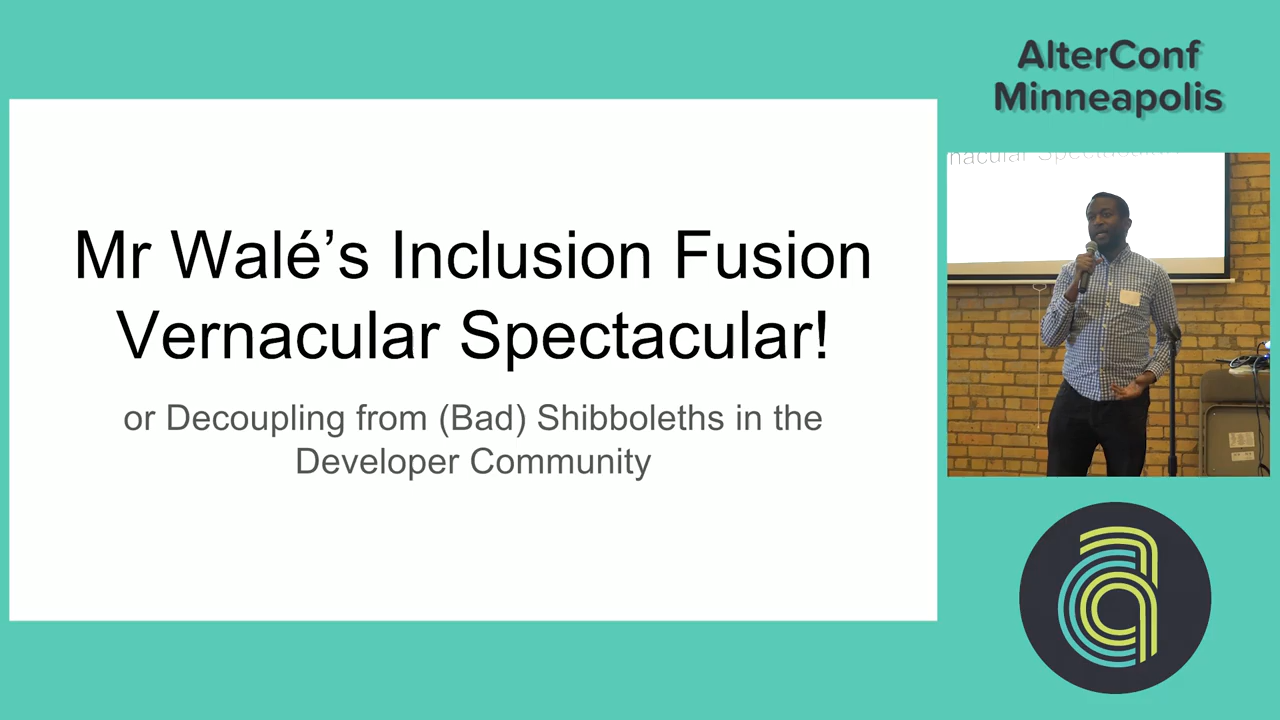 AlterConf
Minneapolis
Mr Walé’s Inclusion Fusion
Vernacular Spectacular!
or Decoupling from (Bad) Shibboleths in the
Developer Community